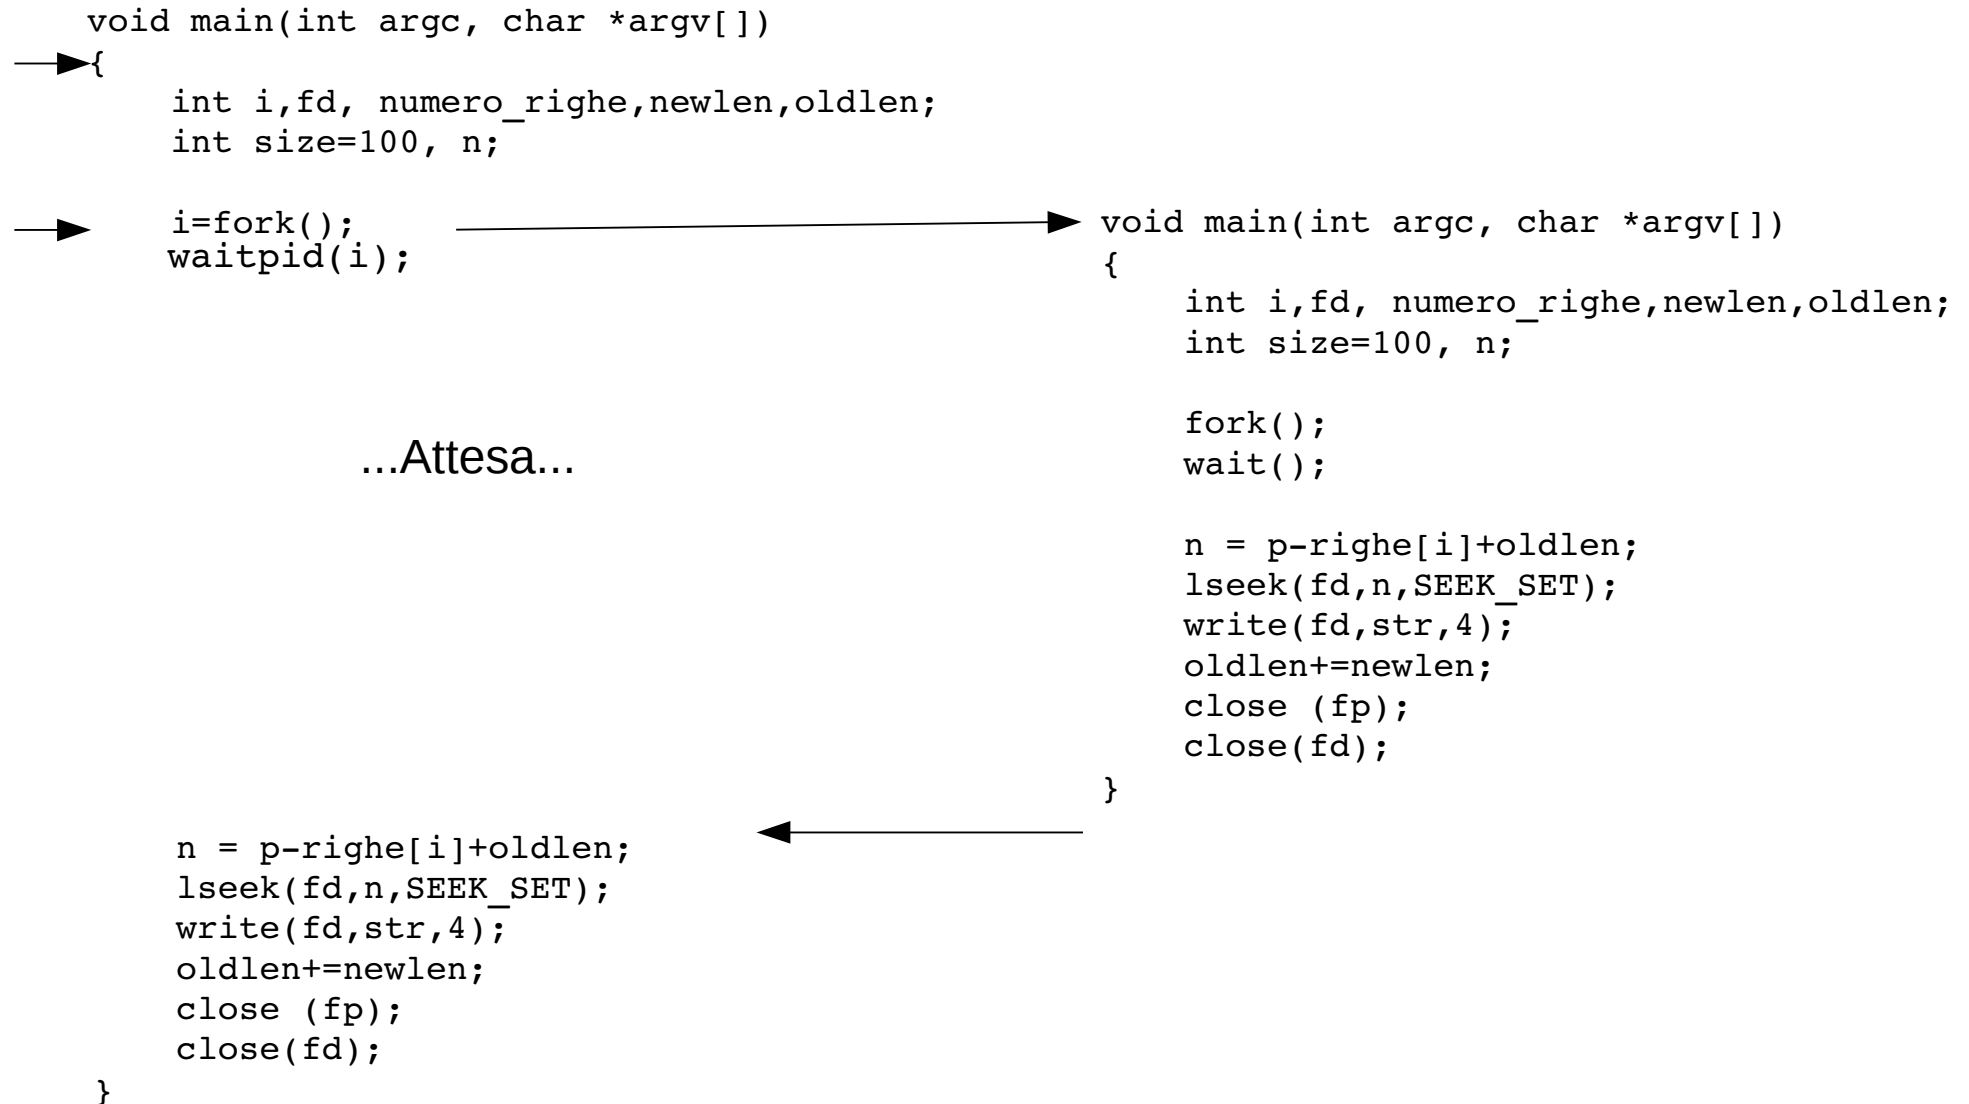 void main(int argc, char *argv[])
{
int i,fd, numero_righe,newlen,oldlen;
int size=100, n;
i=fork();
waitpid(i);
...Attesa...
void main(int argc, char *argv[])
{
int i,fd, numero_righe,newlen,oldlen;
int size=100, n;
fork();
wait();
n = p-righe[i]+oldlen;
lseek(fd,n,SEEK_SET);
write(fd,str,4);
oldlen+=newlen;
close (fp);
close(fd);
}
n = p-righe[i]+oldlen;
lseek(fd,n,SEEK_SET);
write(fd,str,4);
oldlen+=newlen;
close (fp);
close(fd);
}